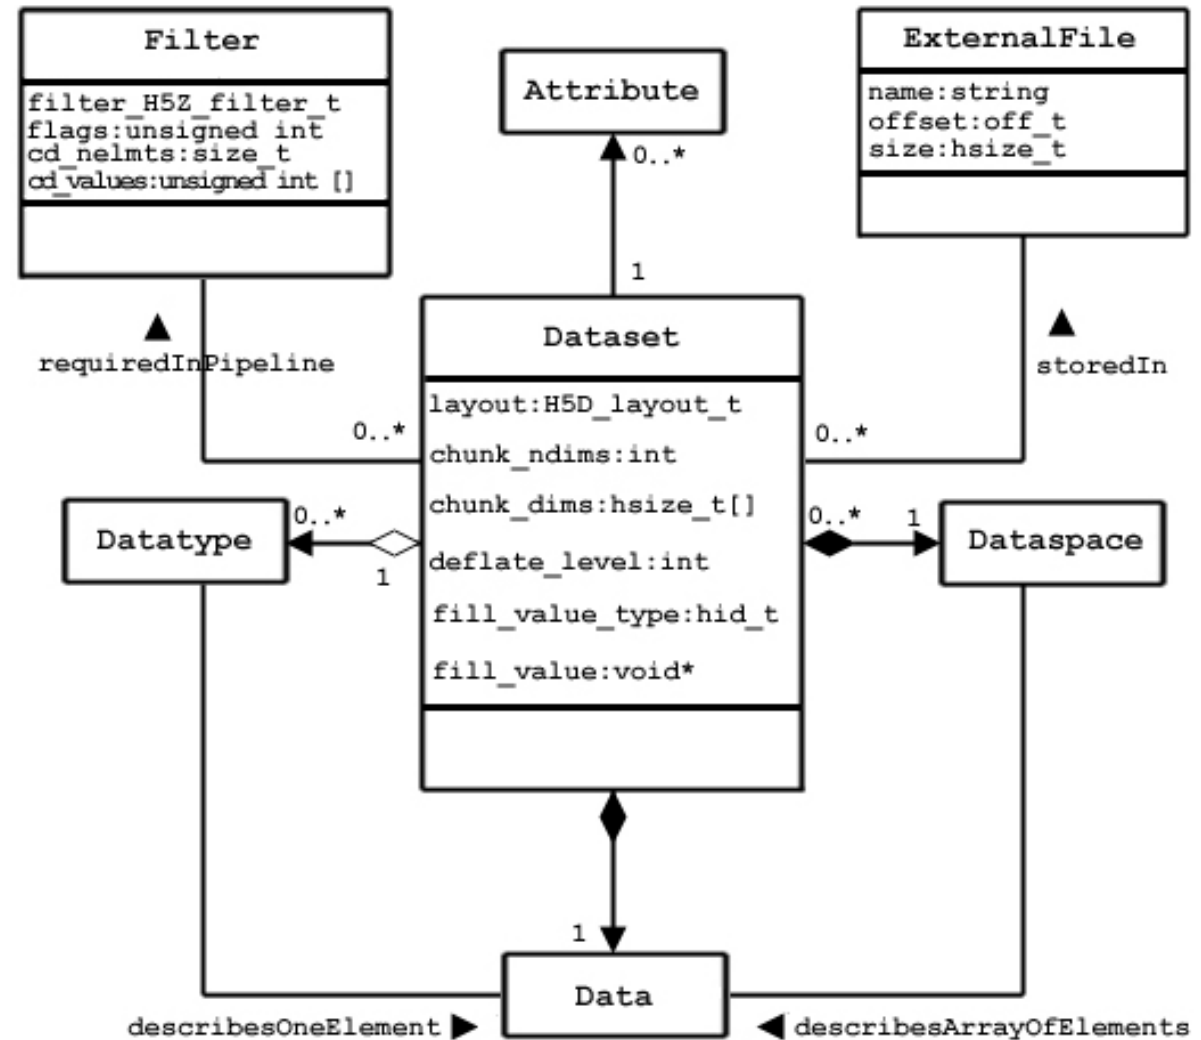 Filter
filter_H5Z_filter_t
flags:unsigned int
cd_nelmts:size_t
cd_values:unsigned int []
Attribute
0..*
1
ExternalFile
name:string
offset:off_t
size:hsize_t
requiredInPipeline
0..*
storedIn
0..*
Dataset
layout:H5D_layout_t
chunk_ndims:int
chunk_dims:hsize_t[]
deflate_level:int
fill_value_type:hid_t
fill_value:void*
Datatype
0..*
1
0..*
1
Dataspace
1
Data
describesOneElement
describesArrayOfElements